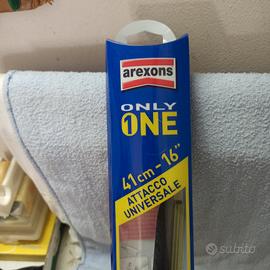 arexons
ONLY
ONE
41cm - 16"
ATTACCO
UNIVERSALE
subito